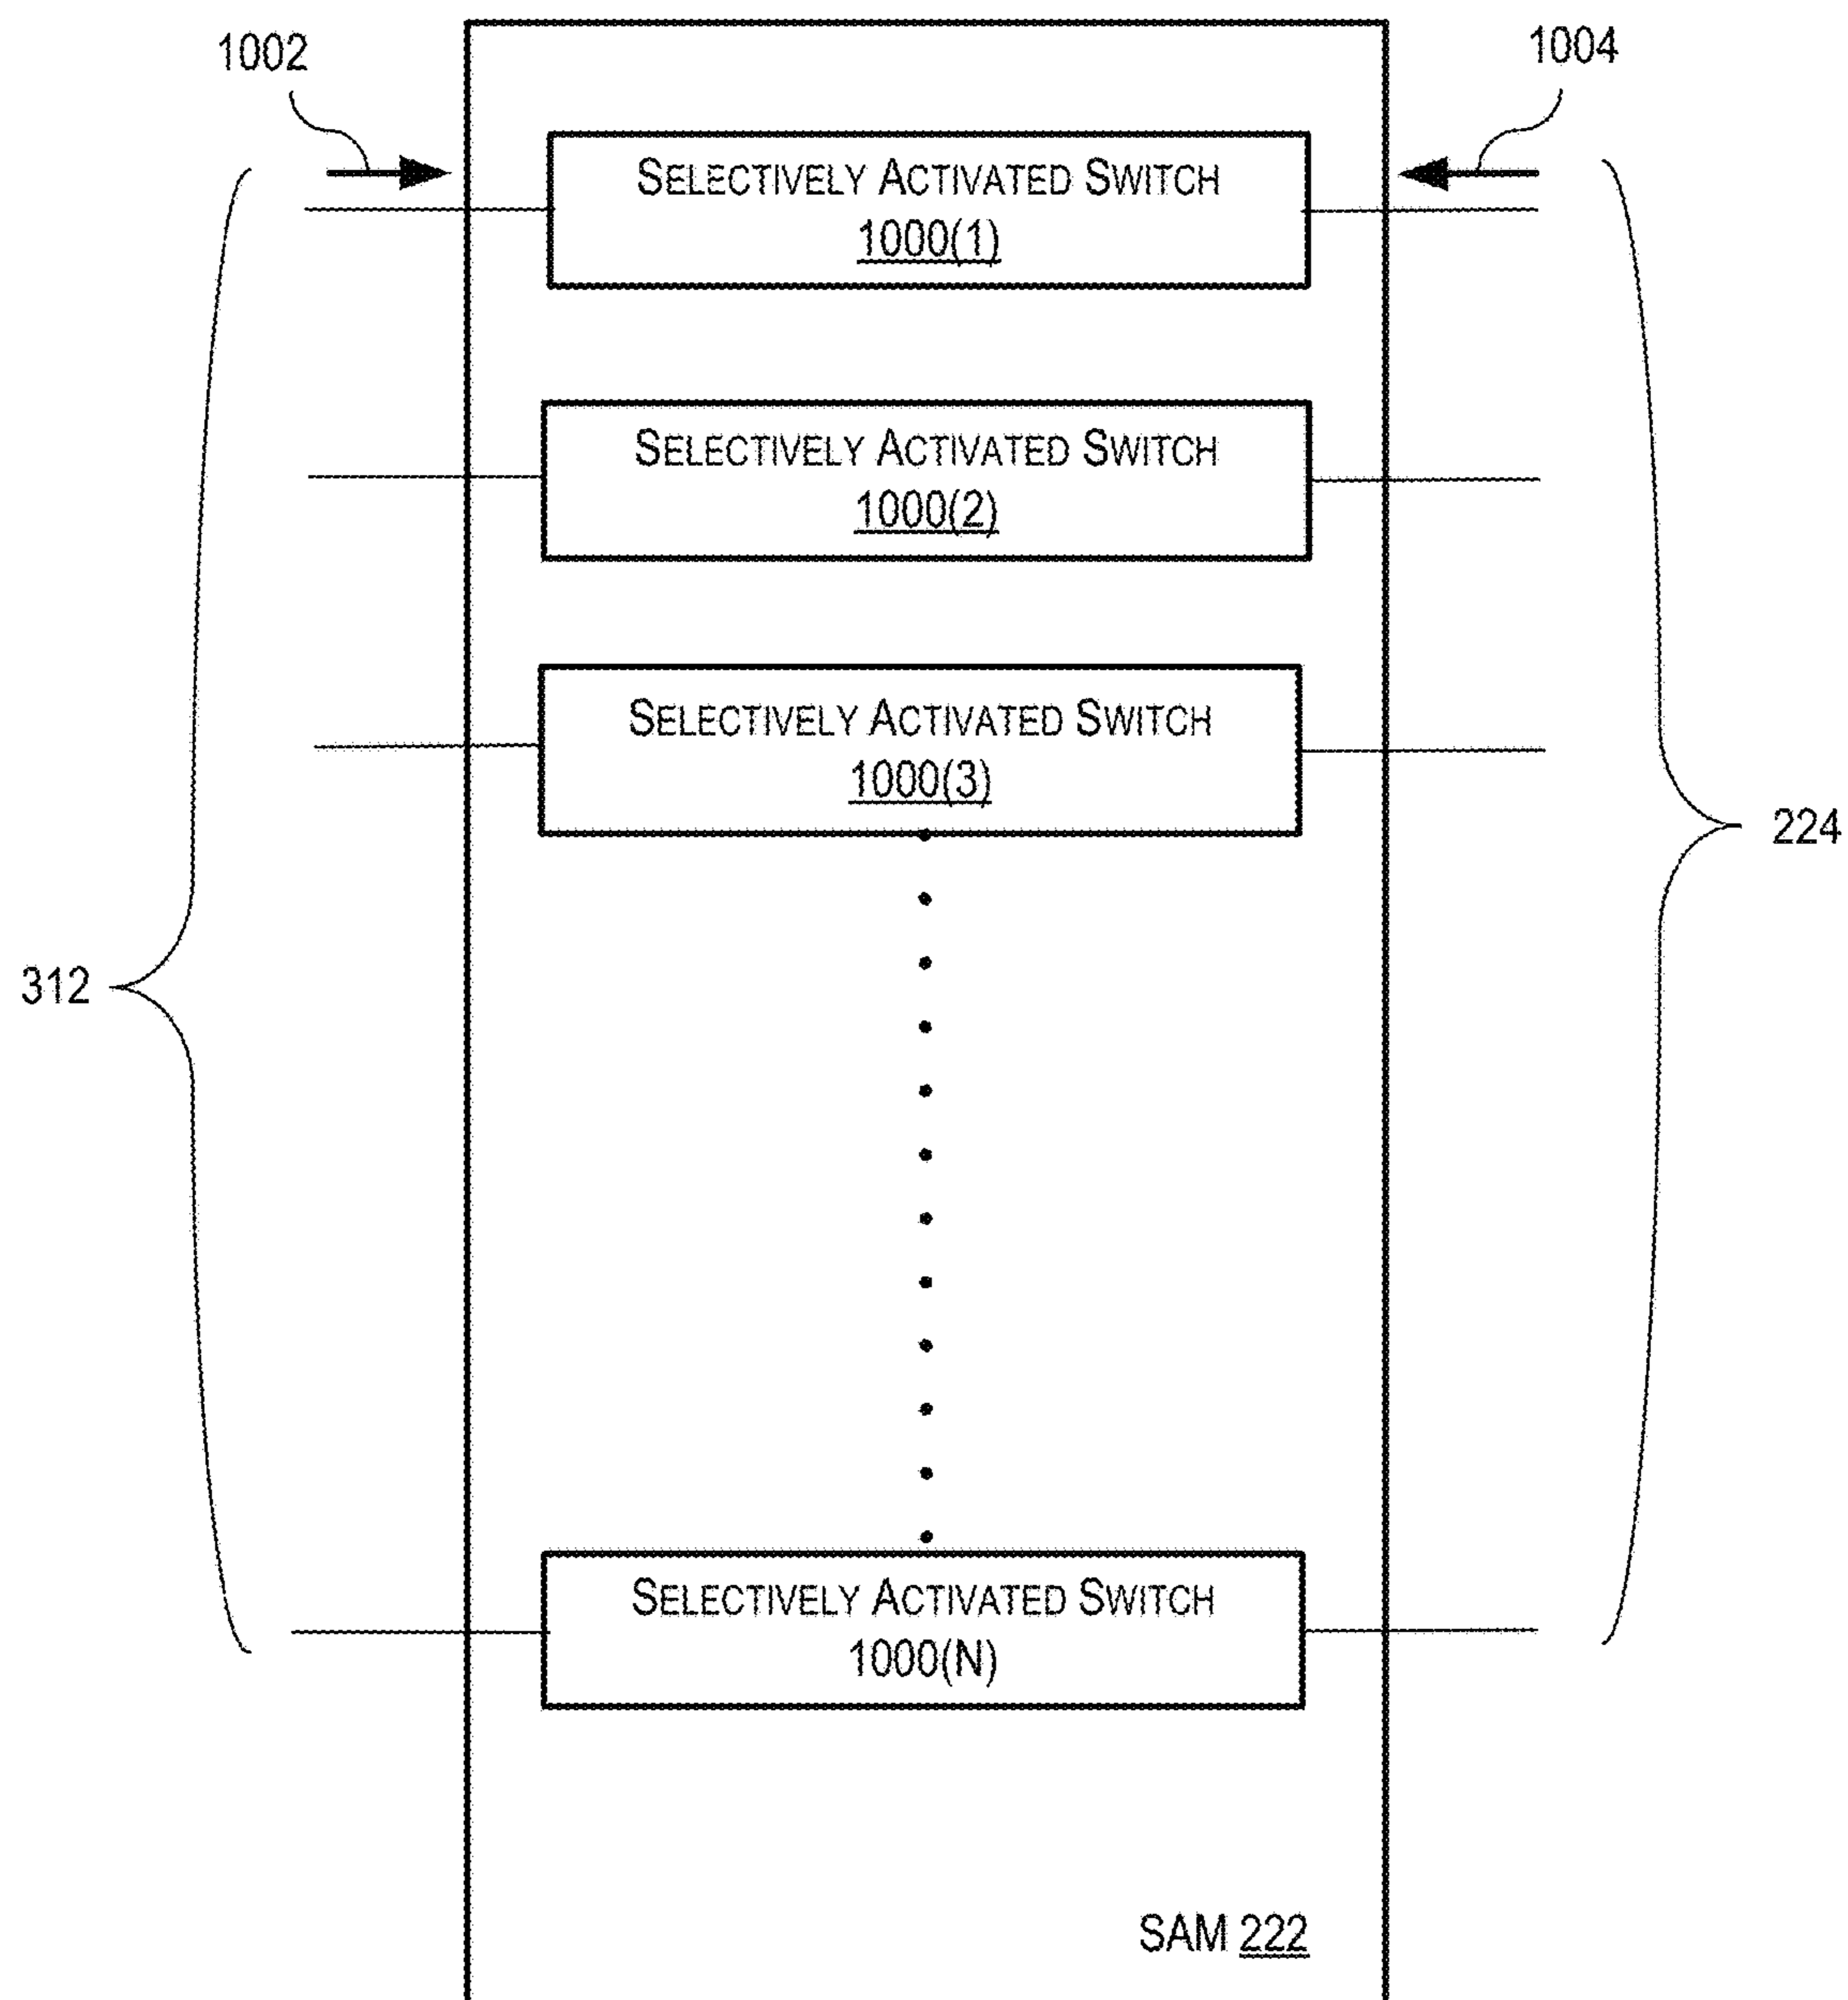 1002
1004
SELECTIVELY ACTIVATED SWITCH
1000(1)
SELECTIVELY ACTIVATED SWITCH
1000(2)
SELECTIVELY ACTIVATED SWITCH
1000(3)
224
312
SELECTIVELY ACTIVATED SWITCH
1000(N)
SAM 222